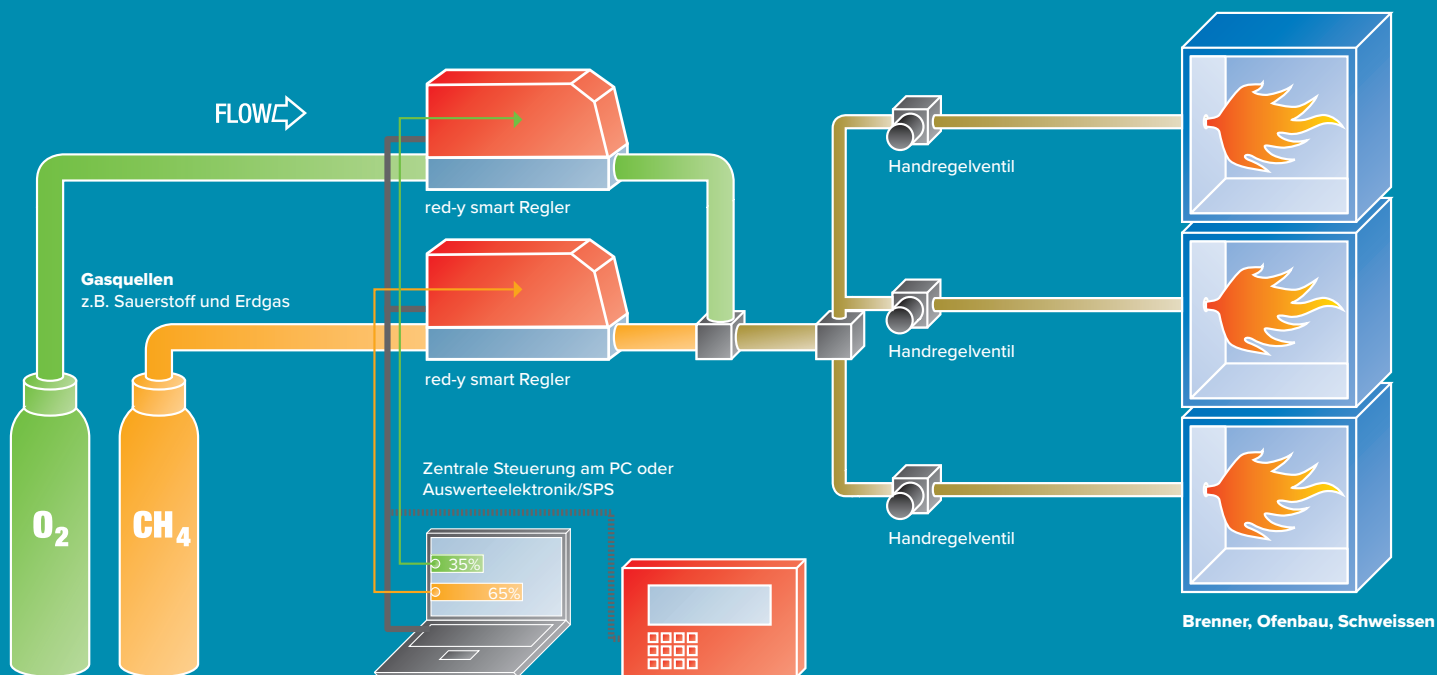 FLOW
red-y smart Regler
Gasquellen
z.B. Sauerstoff und Erdgas
red-y smart Regler
Handregelventil
Handregelventil
Handregelventil
Zentrale Steuerung am PC oder
Auswerteelektronik/SPS
O₂
CH₄
35%
65%
Brenner, Ofenbau, Schweissen